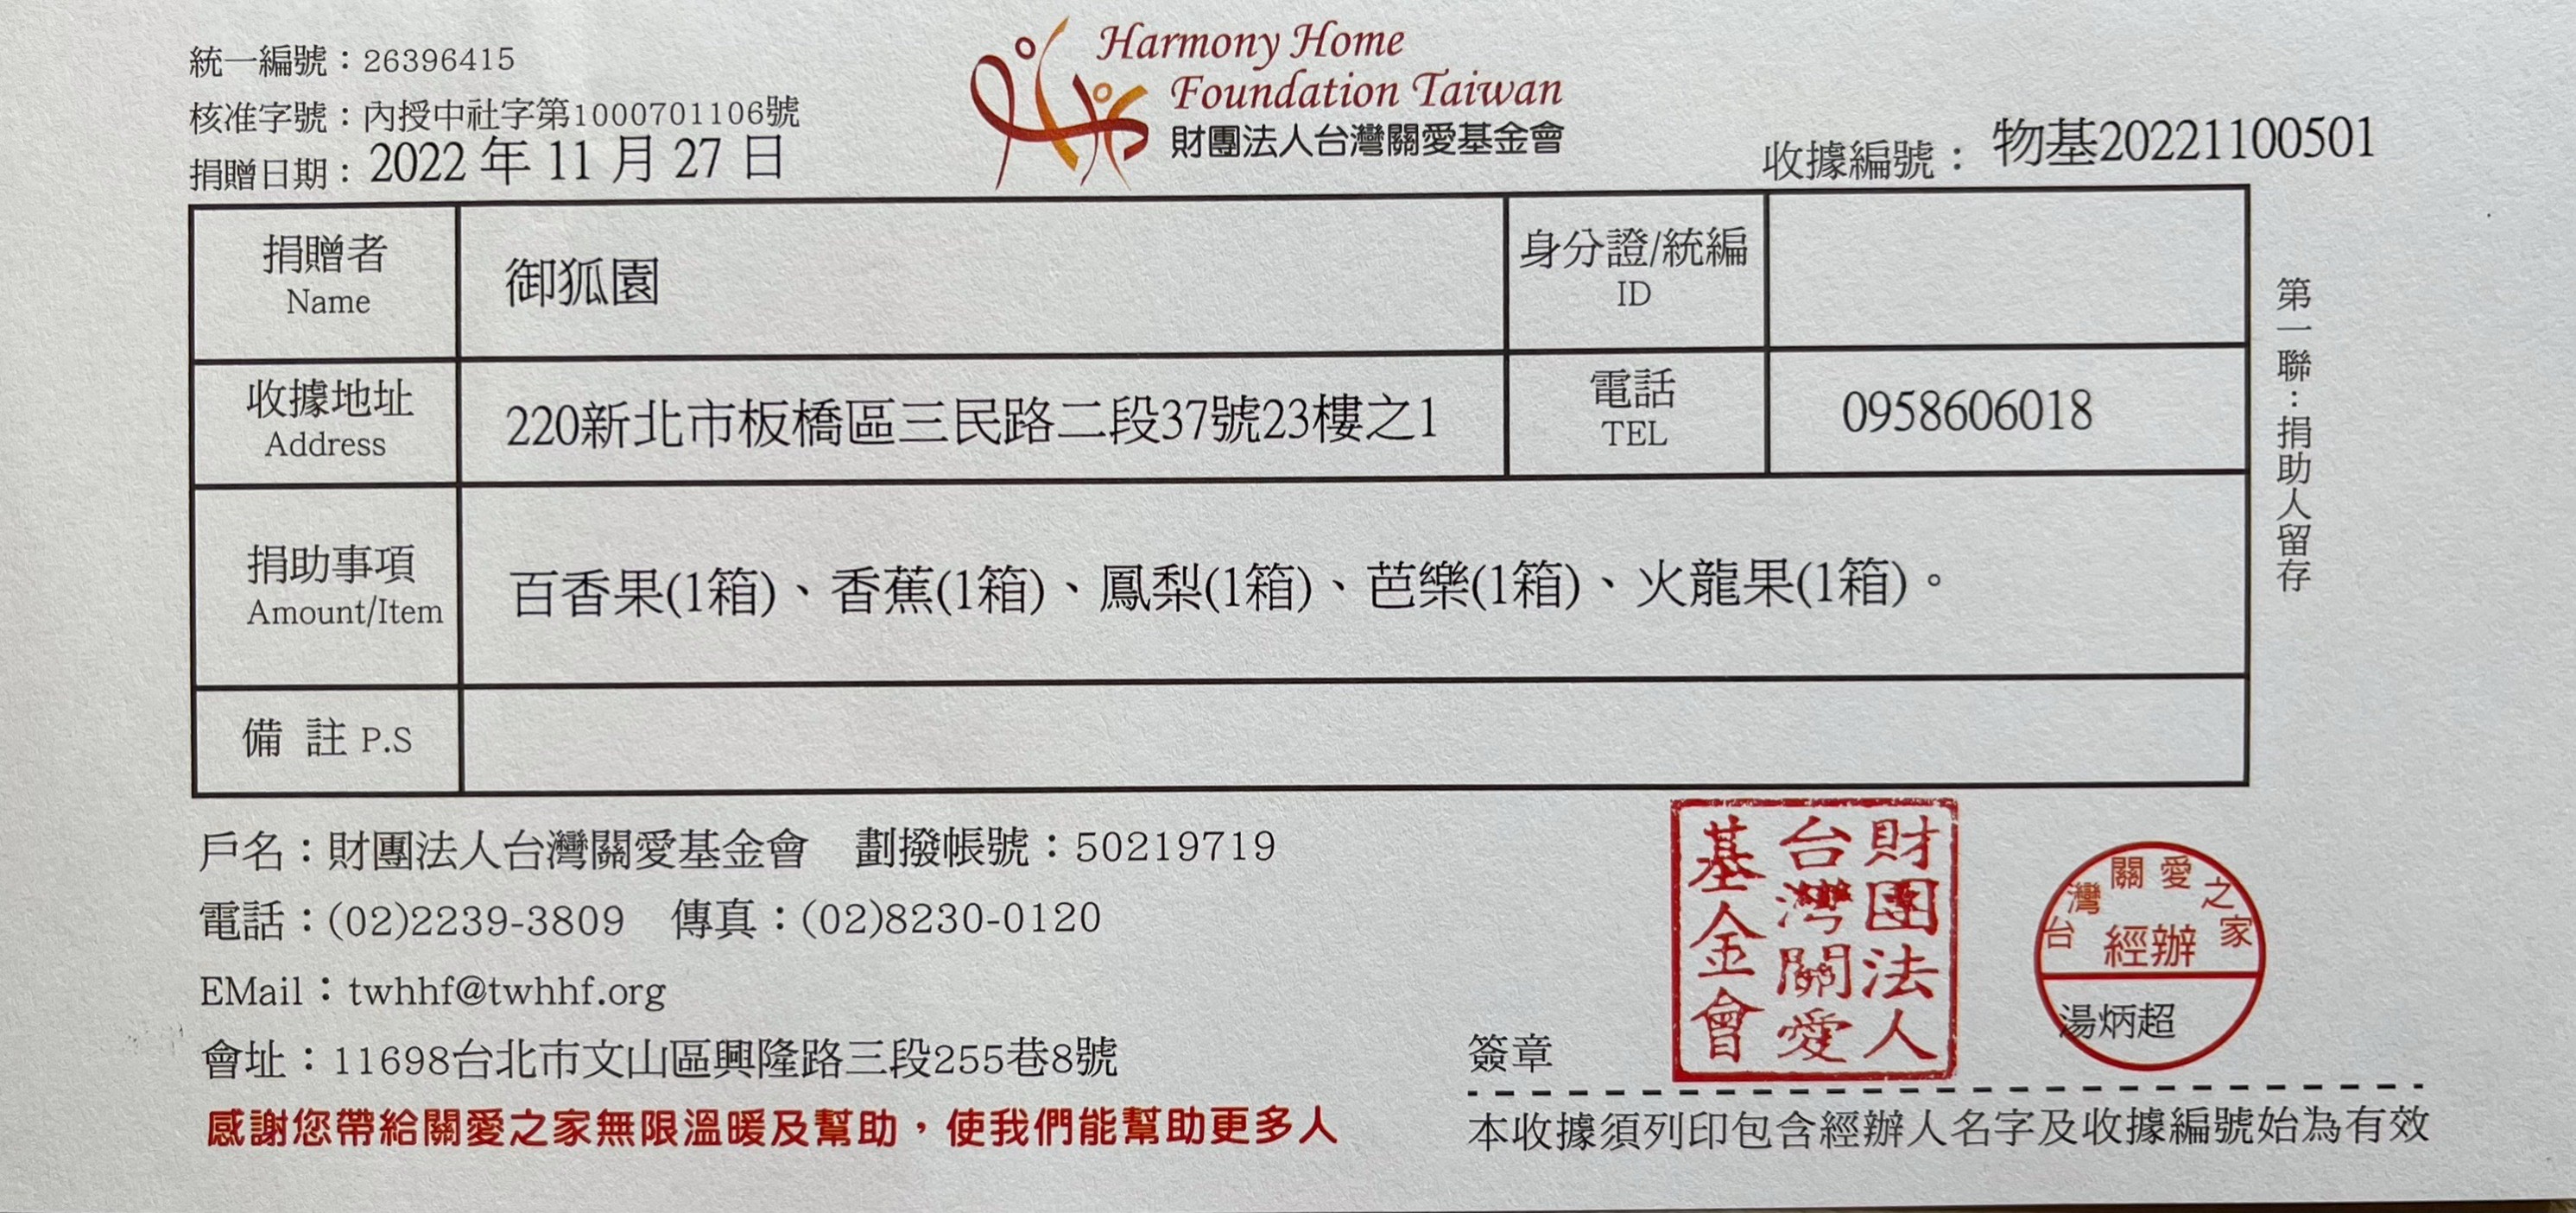 統一編號：26396415
核准字號：內授中社字第1000701106號
捐贈日期：2022 年 11 月 27 日
Harmony Home
Foundation Taiwan
財團法人台灣關愛基金會
收據編號：物基20221100501
捐贈者
Name
御狐園
身分證/統編
ID
收據地址
Address
220新北市板橋區三民路二段37號23樓之1
電話
TEL
0958606018
捐助事項
Amount/Item
百香果(1箱)、香蕉(1箱)、鳳梨(1箱)、芭樂(1箱)、火龍果(1箱)。
備 註 P.S
第一聯：捐助人留存
戶名：財團法人台灣關愛基金會 劃撥帳號：50219719
電話：(02)2239-3809 傳真：(02)8230-0120
EMail：twhhf@twhhf.org
會址：11698台北市文山區興隆路三段255巷8號
感謝您帶給關愛之家無限溫暖及幫助，使我們能幫助更多人
簽章
財團法人
台灣關愛
基金會
台灣關愛之家
經辦
湯炳超
本收據須列印包含經辦人名字及收據編號始為有效